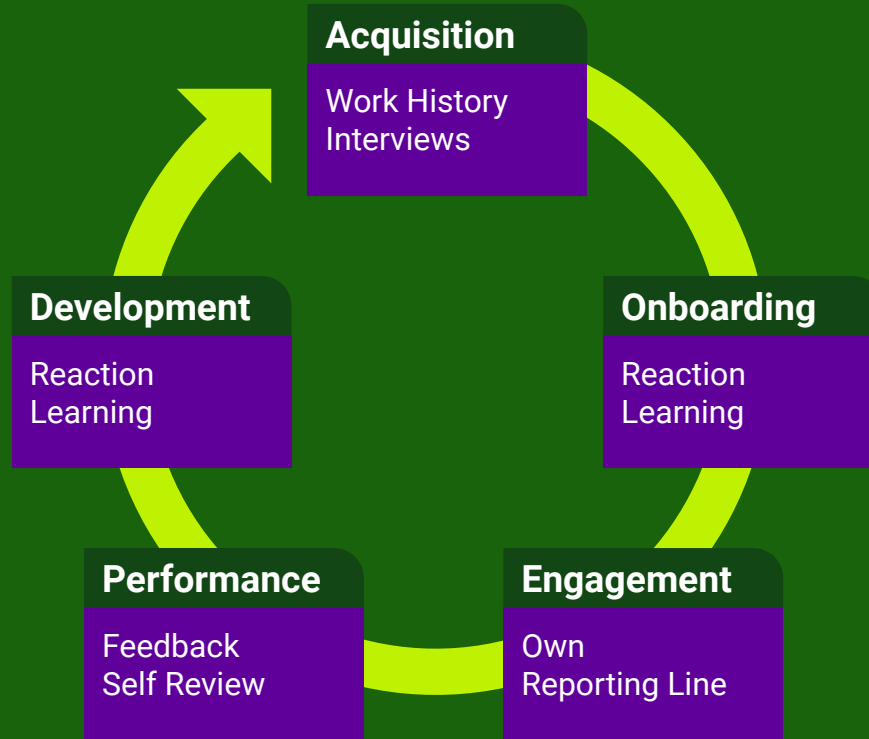 Acquisition
Work History
Interviews
Development
Reaction
Learning
Onboarding
Reaction
Learning
Performance
Feedback
Self Review
Engagement
Own
Reporting Line